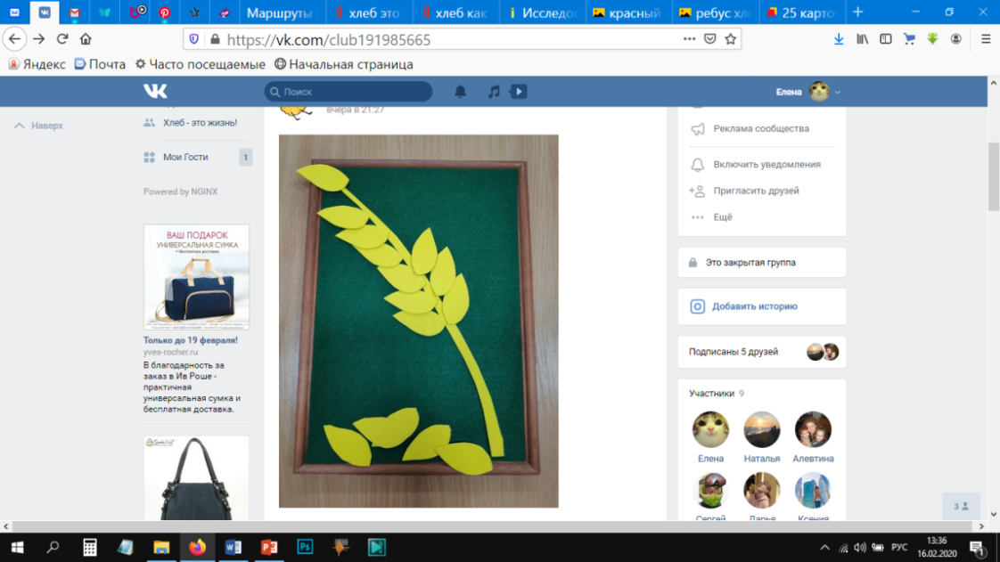 Маршруты
хлеб это
хлеб как
Исследов
красный
ребус хле
25 карто
https://vk.com/club191985665
Яндекс Почта Часто посещаемые Начальная страница
Поиск
Елена
Наверх
Хлеб - это жизнь!
Мои Гости 1
Powered by NGINX
ВАШ ПОДАРОК
УНИВЕРСАЛЬНАЯ СУМКА
Только до 19 февраля!
yves-rocher.ru
В благодарность за
заказ в Ив Роше -
практичная
универсальная сумка и
бесплатная доставка.
вчера в 21:27
Реклама сообщества
Включить уведомления
Пригласить друзей
Ещё
Это закрытая группа
Добавить историю
Подписаны 5 друзей
Участники 9
Елена Наталья Алевтина
Сергей Дарья Ксения
3
РУС
13:36
16.02.2020
1